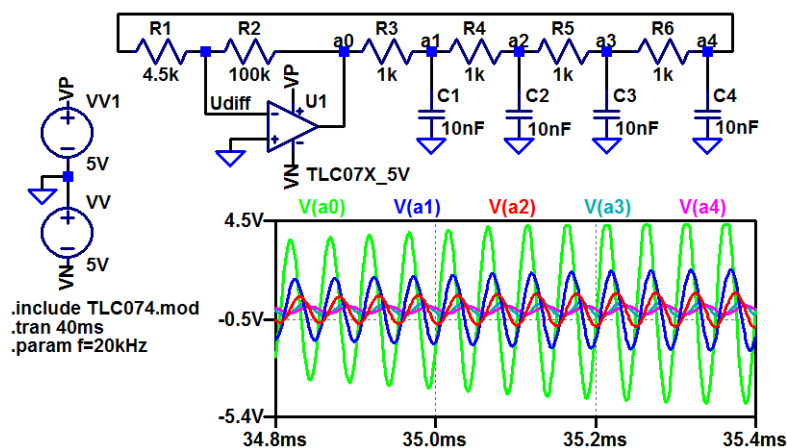 R1 R2 R3 R4 R5 R6
a0 a1 a2 a3 a4
4.5k 100k 1k 1k 1k 1k
VP VV1
5V
VV
5V
VN
Udiff VP U1
VN TLC07X_5V
C1 C2 C3 C4
10nF 10nF 10nF 10nF
.include TLC074.mod
.tran 40ms
.param f=20kHz
V(a0) V(a1) V(a2) V(a3) V(a4)
4.5V
-0.5V
-5.4V
34.8ms 35.0ms 35.2ms 35.4ms